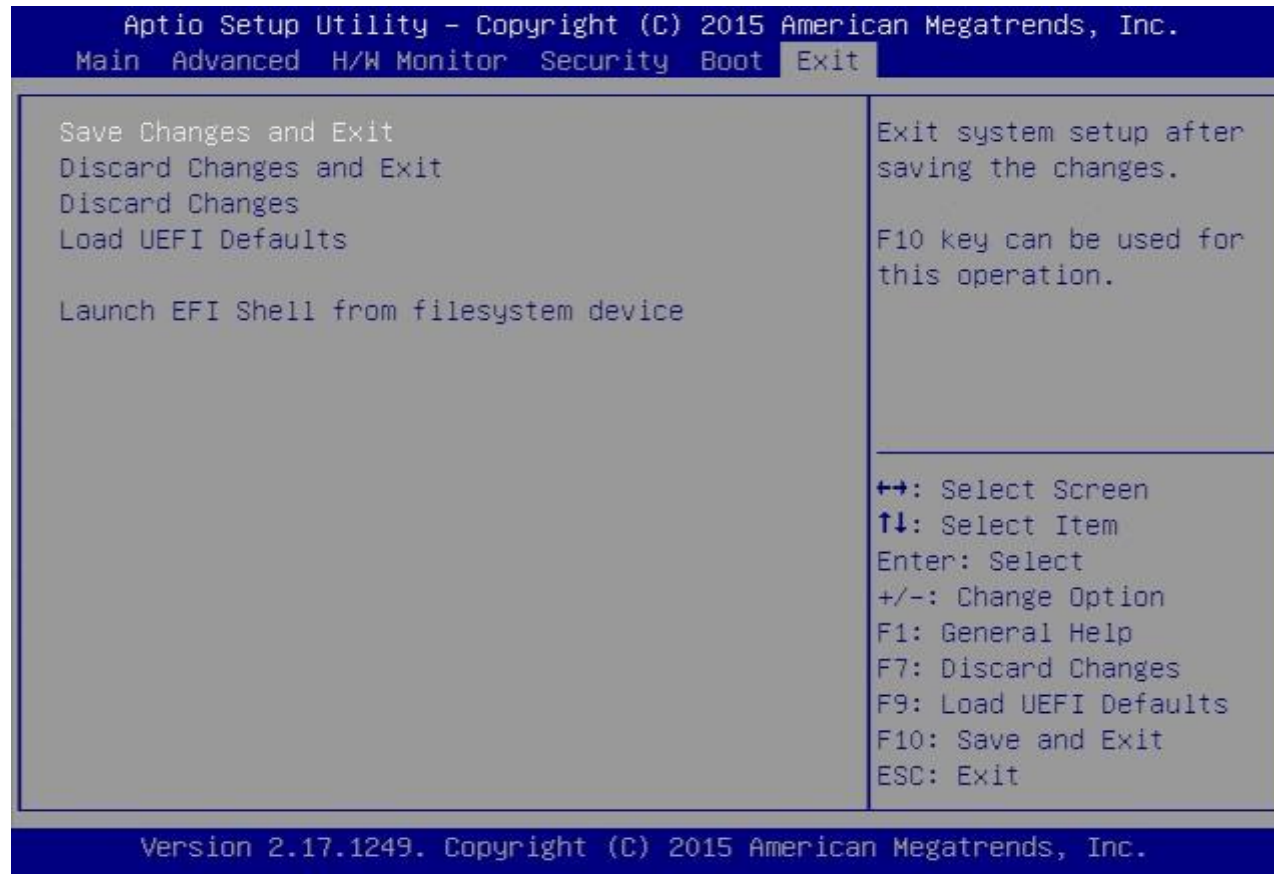 Aptio Setup Utility – Copyright (C) 2015 American Megatrends, Inc.
Main Advanced H/W Monitor Security Boot Exit
Save Changes and Exit
Discard Changes and Exit
Discard Changes
Load UEFI Defaults
Launch EFI Shell from filesystem device
Exit system setup after
saving the changes.
F10 key can be used for
this operation.
↔: Select Screen
↑↓: Select Item
Enter: Select
+/-: Change Option
F1: General Help
F7: Discard Changes
F9: Load UEFI Defaults
F10: Save and Exit
ESC: Exit
Version 2.17.1249. Copyright (C) 2015 American Megatrends, Inc.